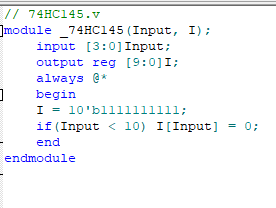 // 74HC145.v
module _74HC145(Input, I);
input [3:0]Input;
output reg [9:0]I;
always @*
begin
I = 10'b1111111111;
if(Input < 10) I[Input] = 0;
end
endmodule